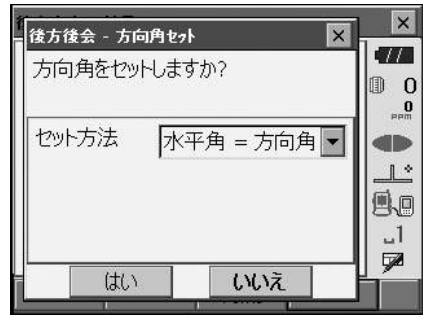 後方後会 - 方向角セット
方向角をセットしますか?
0
0
PPM
セット方法
水平角 = 方向角
1
はい
いいえ